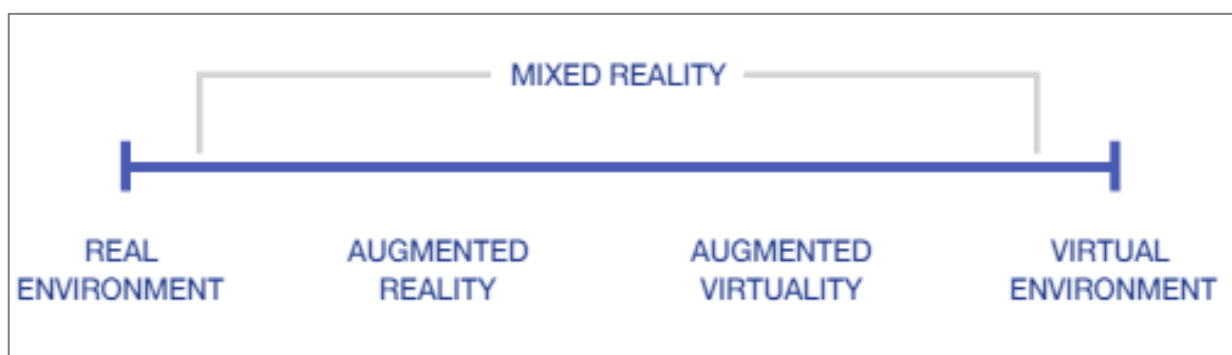 MIXED REALITY
REAL
ENVIRONMENT
AUGMENTED
REALITY
AUGMENTED
VIRTUALITY
VIRTUAL
ENVIRONMENT